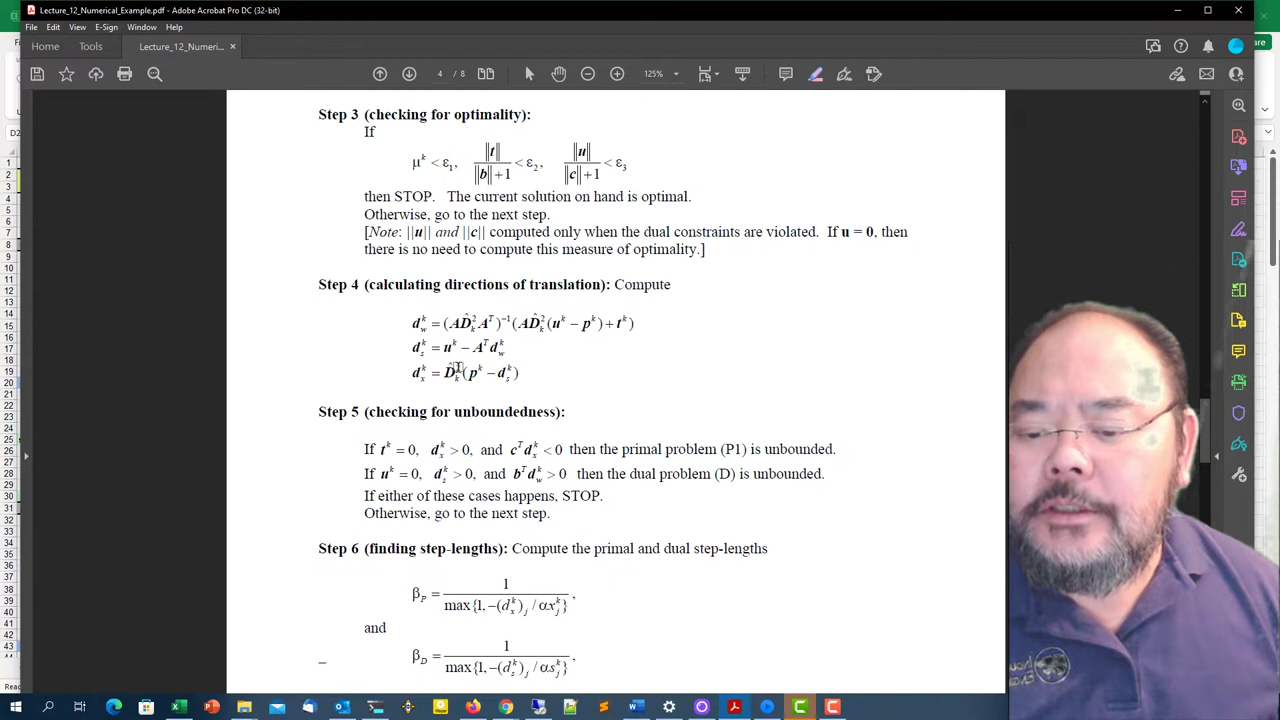 Lecture_12_Numerical_Example.pdf - Adobe Acrobat Pro DC (32-bit)
File Edit View E-Sign Window Help
Home Tools Lecture_12_Numeri... ×
4 / 8 125%
Step 3 (checking for optimality):
If
μ^k < ε₁, ||t|| / (||b|| + 1) < ε₂, ||u|| / (||c|| + 1) < ε₃
then STOP. The current solution on hand is optimal.
Otherwise, go to the next step.
[Note: ||u|| and ||c|| computed only when the dual constraints are violated. If u = 0, then
there is no need to compute this measure of optimality.]
Step 4 (calculating directions of translation): Compute
d_w^k = (A D̂_k^2 A^T)^{-1} (A D̂_k^2 (u^k − p^k) + t^k)
d_s^k = u^k − A^T d_w^k
d_x^k = D̂_k^2 (p^k − d_s^k)
Step 5 (checking for unboundedness):
If t^k = 0, d_x^k > 0, and c^T d_x^k < 0 then the primal problem (P1) is unbounded.
If u^k = 0, d_s^k > 0, and b^T d_w^k > 0 then the dual problem (D) is unbounded.
If either of these cases happens, STOP.
Otherwise, go to the next step.
Step 6 (finding step-lengths): Compute the primal and dual step-lengths
β_P = 1 / max{1, −(d_x^k)_j / αx_j^k} ,
and
β_D = 1 / max{1, −(d_s^k)_j / αs_j^k} ,